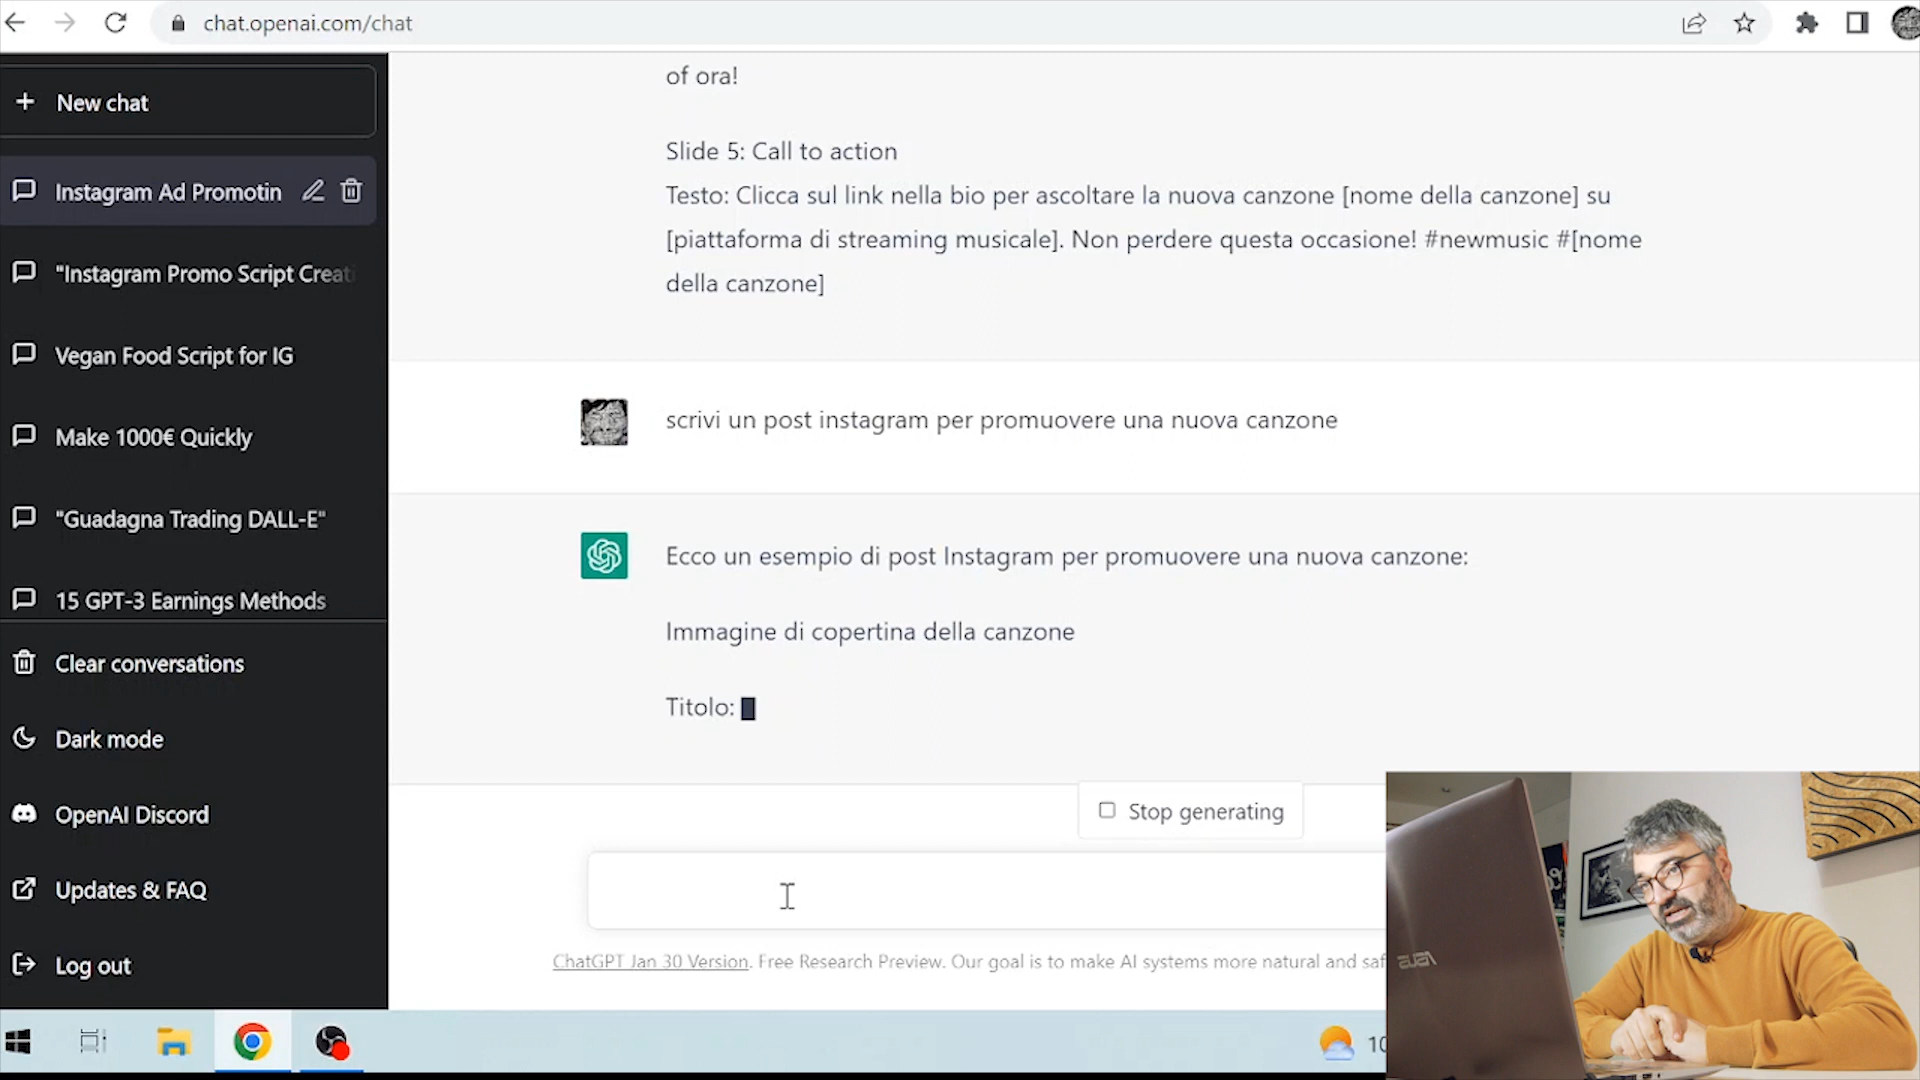 chat.openai.com/chat
New chat
Instagram Ad Promotin
"Instagram Promo Script Creati
Vegan Food Script for IG
Make 1000€ Quickly
"Guadagna Trading DALL-E"
15 GPT-3 Earnings Methods
Clear conversations
Dark mode
OpenAI Discord
Updates & FAQ
Log out
of ora!
Slide 5: Call to action
Testo: Clicca sul link nella bio per ascoltare la nuova canzone [nome della canzone] su
[piattaforma di streaming musicale]. Non perdere questa occasione! #newmusic #[nome
della canzone]
scrivi un post instagram per promuovere una nuova canzone
Ecco un esempio di post Instagram per promuovere una nuova canzone:
Immagine di copertina della canzone
Titolo:
Stop generating
ChatGPT Jan 30 Version. Free Research Preview. Our goal is to make AI systems more natural and saf
10
ASUS